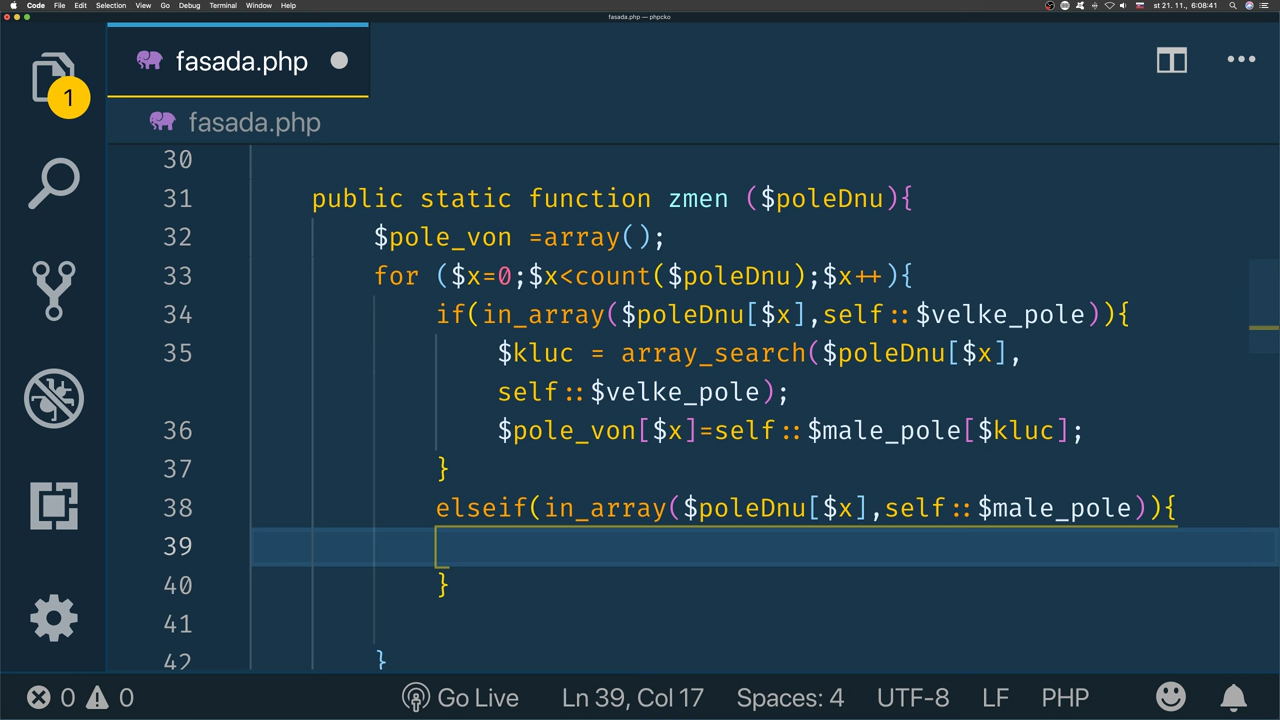 Code File Edit Selection View Go Debug Terminal Window Help st 21. 11., 6:08:41
fasada.php — phpcko
fasada.php
1
fasada.php
30
31 public static function zmen ($poleDnu){
32 $pole_von =array();
33 for ($x=0;$x<count($poleDnu);$x++){
34 if(in_array($poleDnu[$x],self::$velke_pole)){
35 $kluc = array_search($poleDnu[$x],
self::$velke_pole);
36 $pole_von[$x]=self::$male_pole[$kluc];
37 }
38 elseif(in_array($poleDnu[$x],self::$male_pole)){
39
40 }
41
42 }
0 0 Go Live Ln 39, Col 17 Spaces: 4 UTF-8 LF PHP